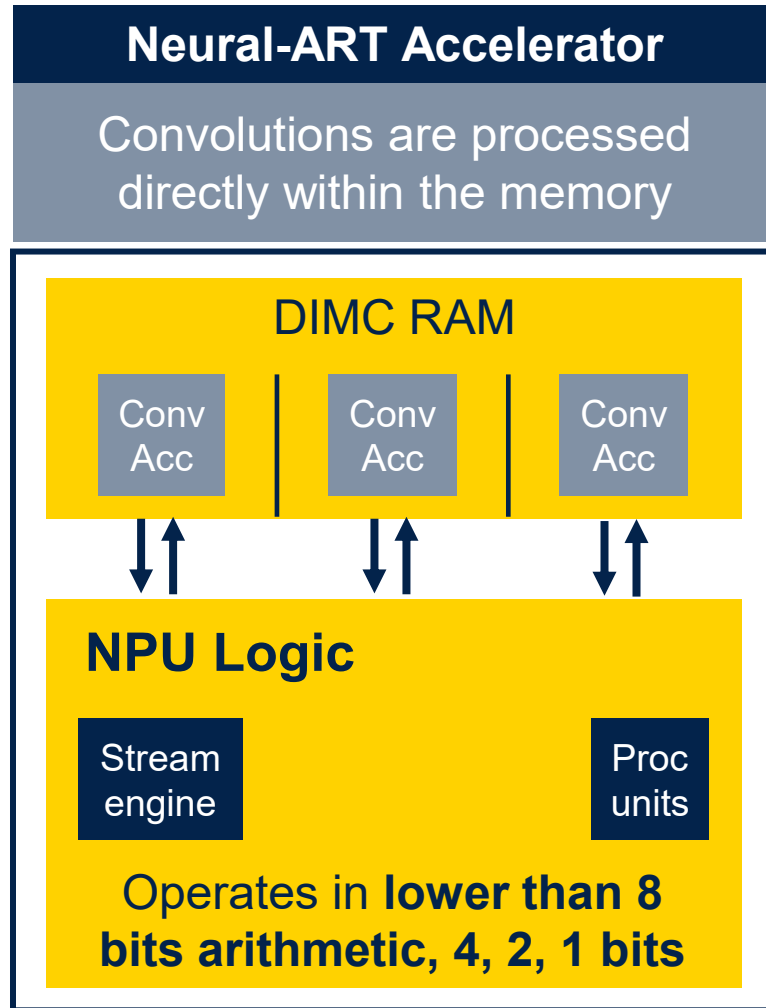 Neural-ART Accelerator
Convolutions are processed
directly within the memory
DIMC RAM
Conv
Acc
Conv
Acc
Conv
Acc
NPU Logic
Stream
engine
Proc
units
Operates in lower than 8
bits arithmetic, 4, 2, 1 bits